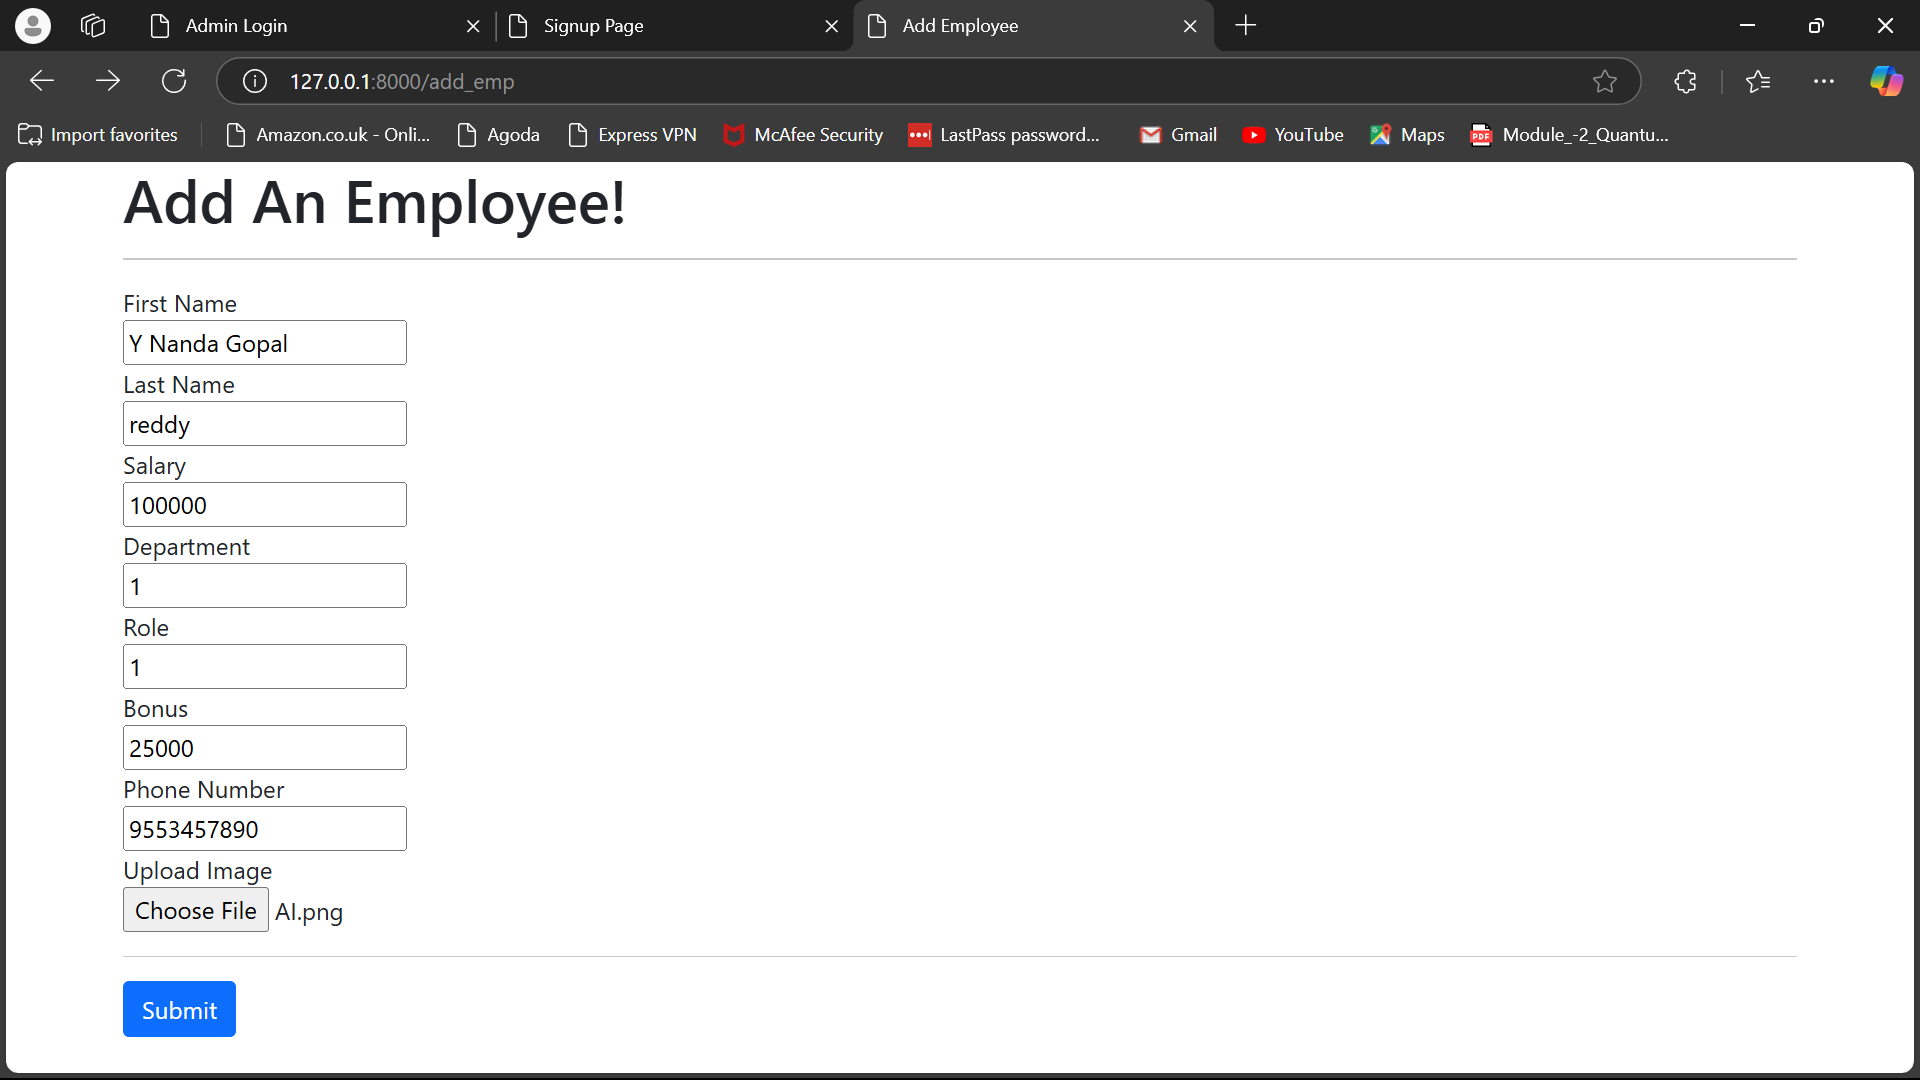 Admin Login
Signup Page
Add Employee
127.0.0.1:8000/add_emp
Import favorites
Amazon.co.uk - Onli...
Agoda
Express VPN
McAfee Security
LastPass password...
Gmail
YouTube
Maps
PDF
Module_-2_Quantu...
Add An Employee!
First Name
Y Nanda Gopal
Last Name
reddy
Salary
100000
Department
1
Role
1
Bonus
25000
Phone Number
9553457890
Upload Image
Choose File AI.png
Submit